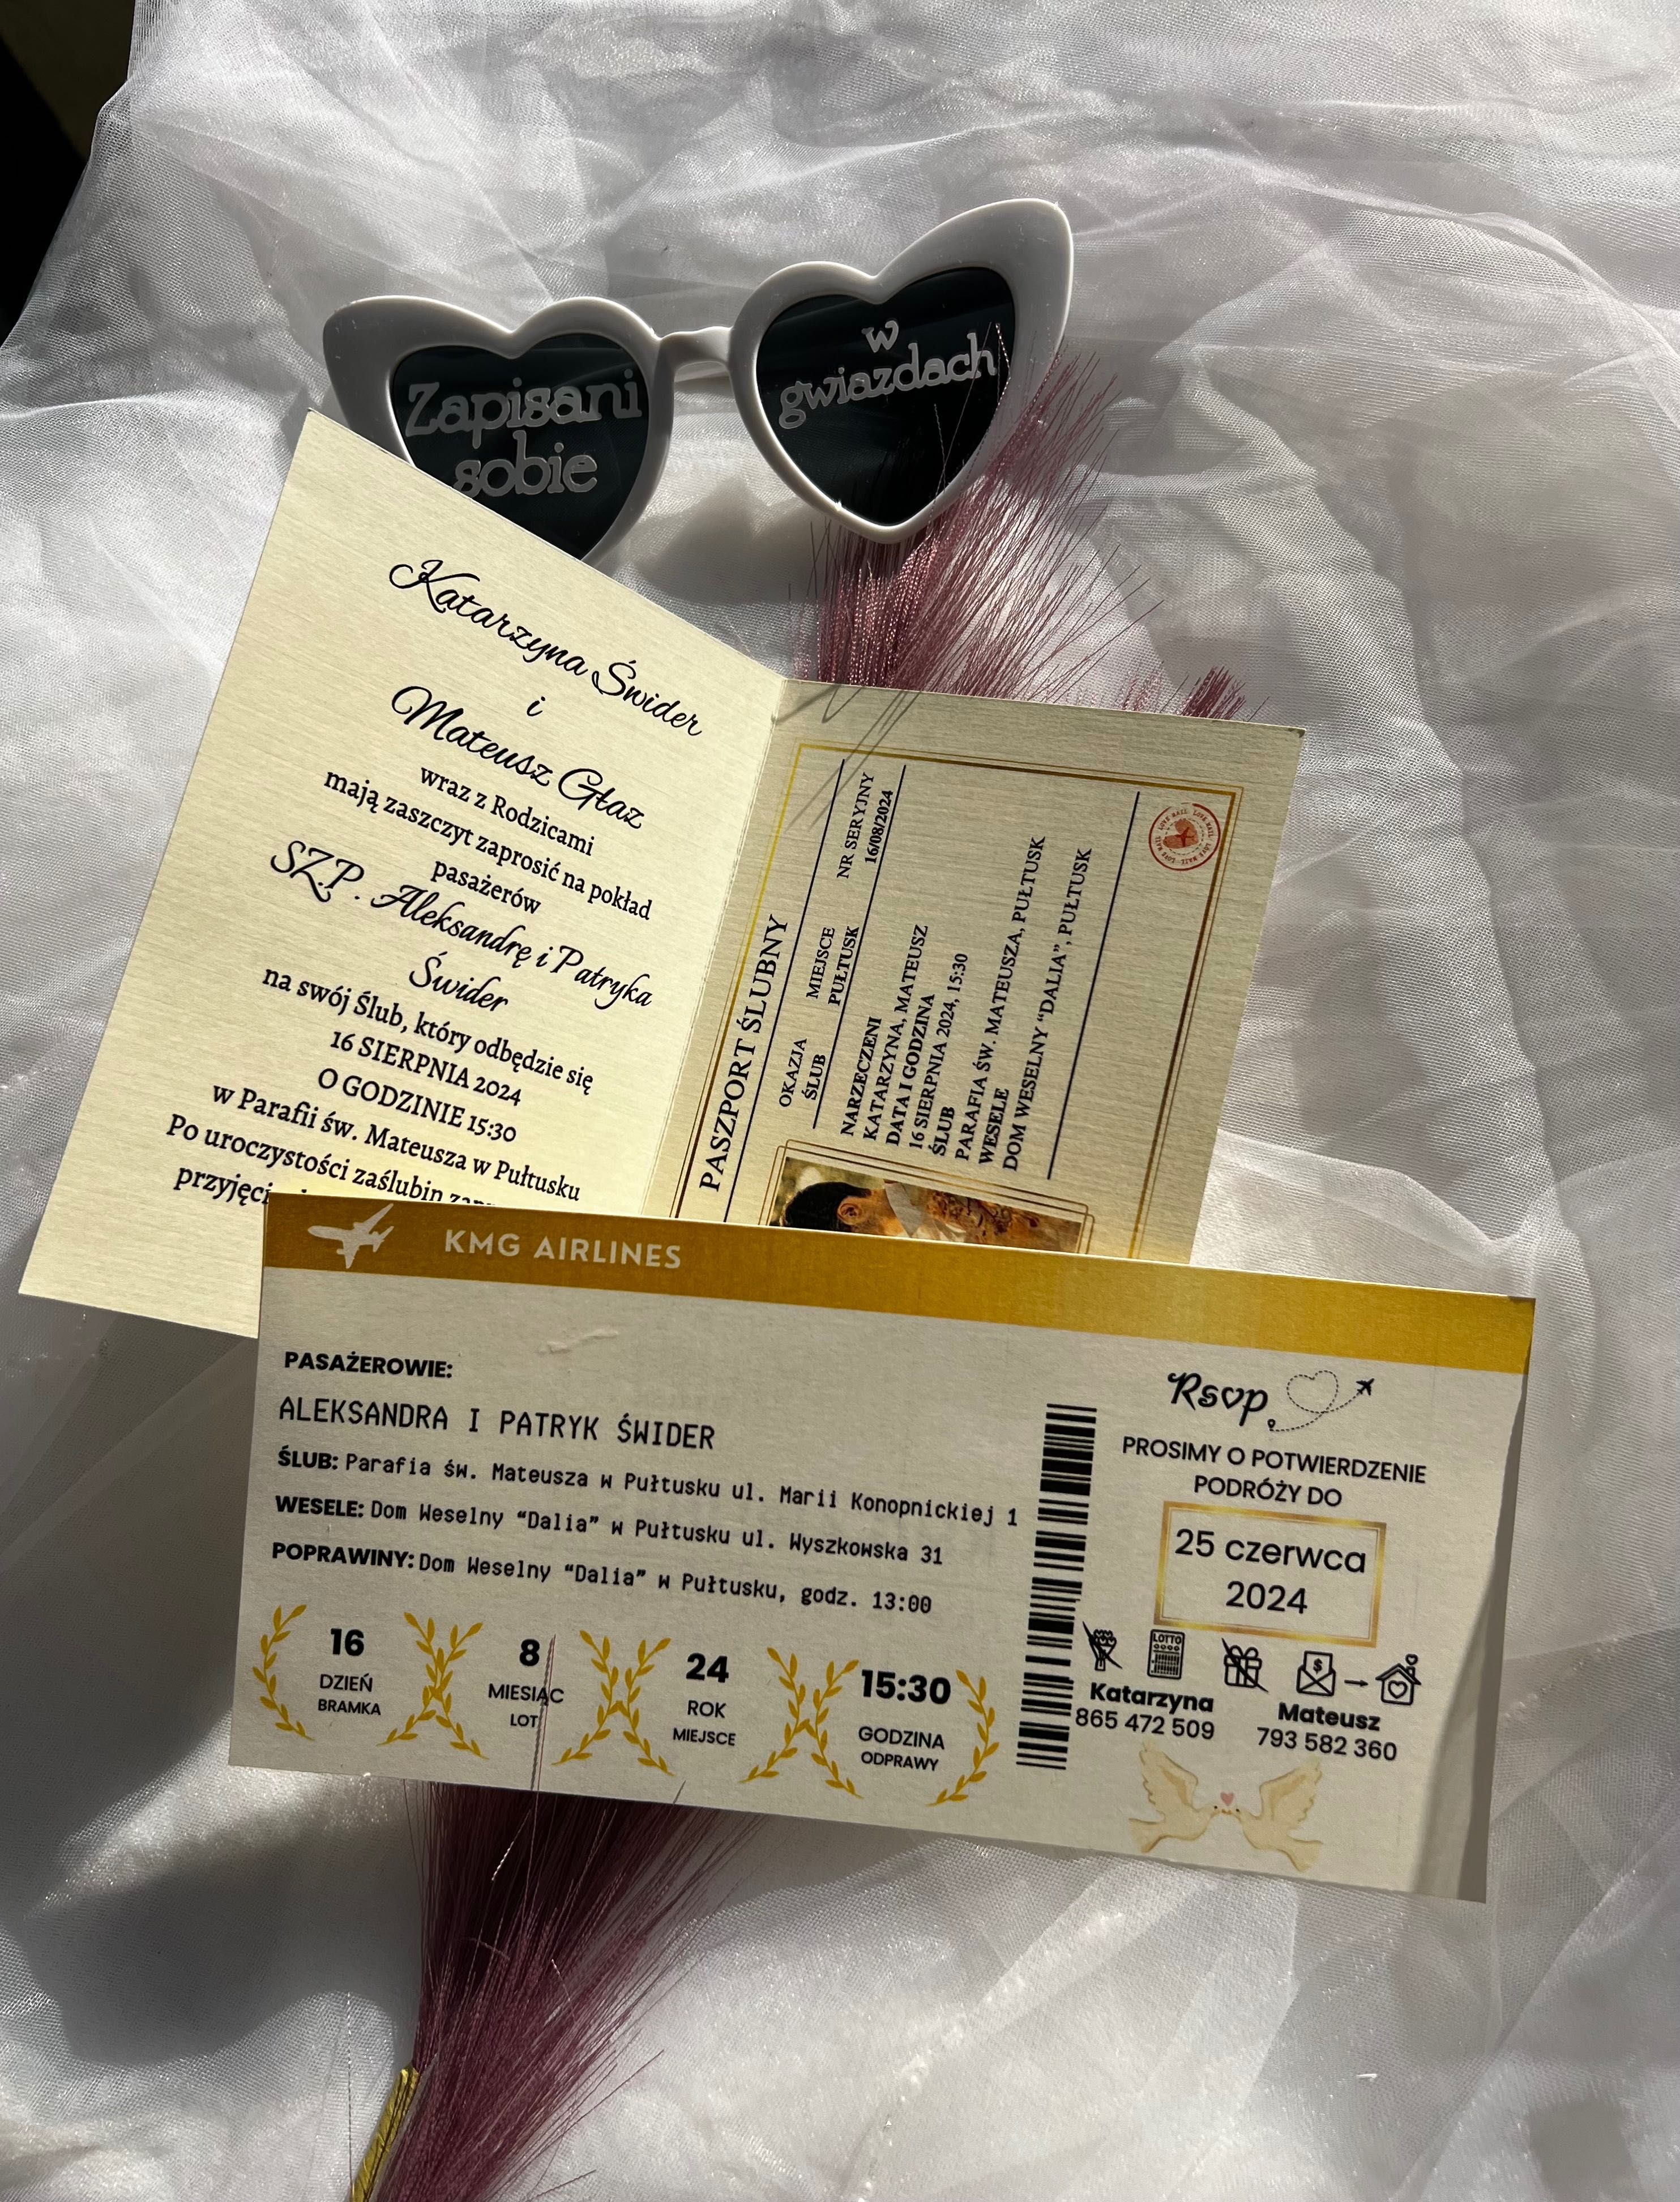 Zapisani
sobie
w
gwiazdach
Katarzyna Świder
i
Mateusz Głaz
wraz z Rodzicami
mają zaszczyt zaprosić na pokład
pasażerów
SZ.P. Aleksandrę i Patryka
Świder
na swój Ślub, który odbędzie się
16 SIERPNIA 2024
O GODZINIE 15:30
w Parafii św. Mateusza w Pułtusku
Po uroczystości zaślubin
PASZPORT ŚLUBNY
OKAZJA MIEJSCE NR SERYJNY
ŚLUB PUŁTUSK 16/08/2024
NARZECZENI
KATARZYNA, MATEUSZ
DATA I GODZINA
16 SIERPNIA 2024, 15:30
ŚLUB
PARAFIA ŚW. MATEUSZA, PUŁTUSK
WESELE
DOM WESELNY “DALIA”, PUŁTUSK
KMG AIRLINES
PASAŻEROWIE:
ALEKSANDRA I PATRYK ŚWIDER
ŚLUB: Parafia św. Mateusza w Pułtusku ul. Marii Konopnickiej 1
WESELE: Dom Weselny “Dalia” w Pułtusku ul. Wyszkowska 31
POPRAWINY: Dom Weselny “Dalia” w Pułtusku, godz. 13:00
16
DZIEŃ
BRAMKA
8
MIESIĄC
LOT
24
ROK
MIEJSCE
15:30
GODZINA
ODPRAWY
Rsvp
PROSIMY O POTWIERDZENIE
PODRÓŻY DO
25 czerwca
2024
LOTTO
Katarzyna
865 472 509
Mateusz
793 582 360